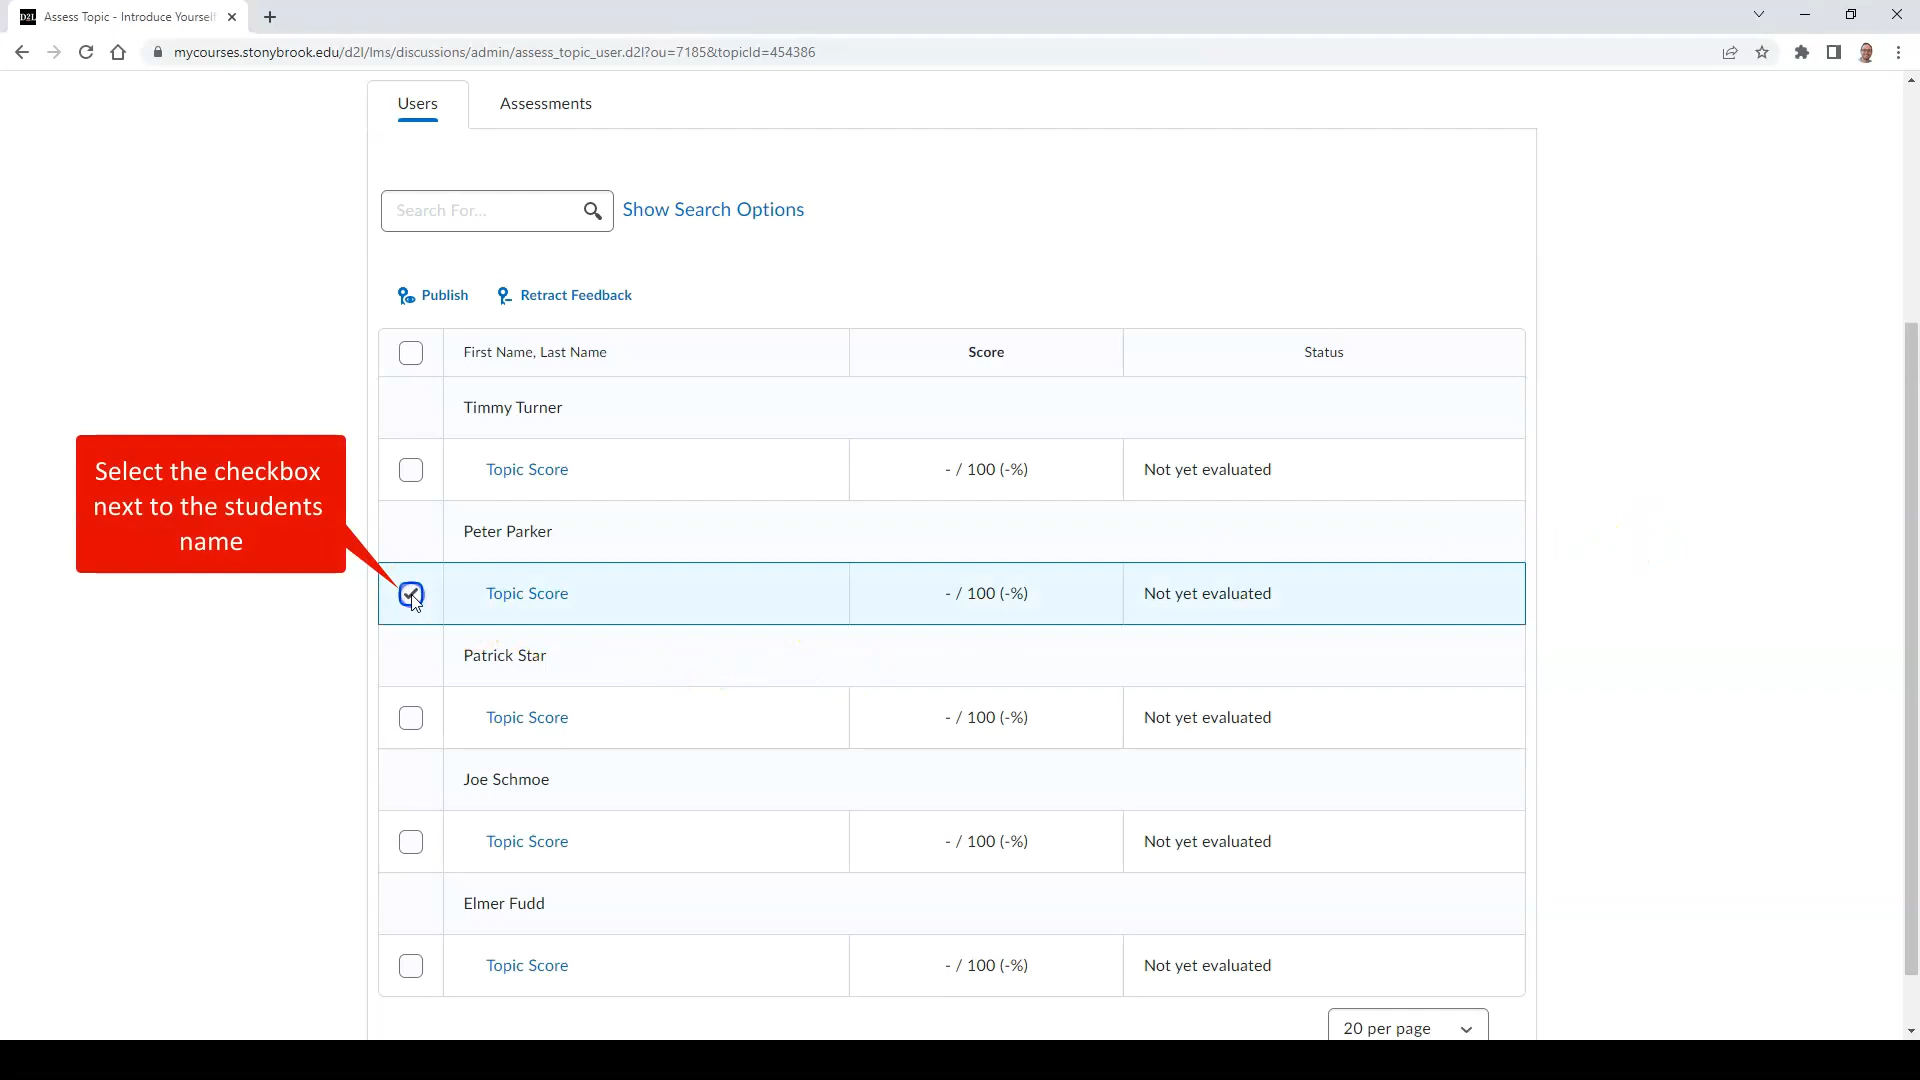 D2L Assess Topic - Introduce Yourself
mycourses.stonybrook.edu/d2l/lms/discussions/admin/assess_topic_user.d2l?ou=7185&topicId=454386
Users Assessments
Search For... Show Search Options
Publish Retract Feedback
First Name, Last Name Score Status
Timmy Turner
Topic Score - / 100 (-%) Not yet evaluated
Select the checkbox
next to the students
name
Peter Parker
Topic Score - / 100 (-%) Not yet evaluated
Patrick Star
Topic Score - / 100 (-%) Not yet evaluated
Joe Schmoe
Topic Score - / 100 (-%) Not yet evaluated
Elmer Fudd
Topic Score - / 100 (-%) Not yet evaluated
20 per page